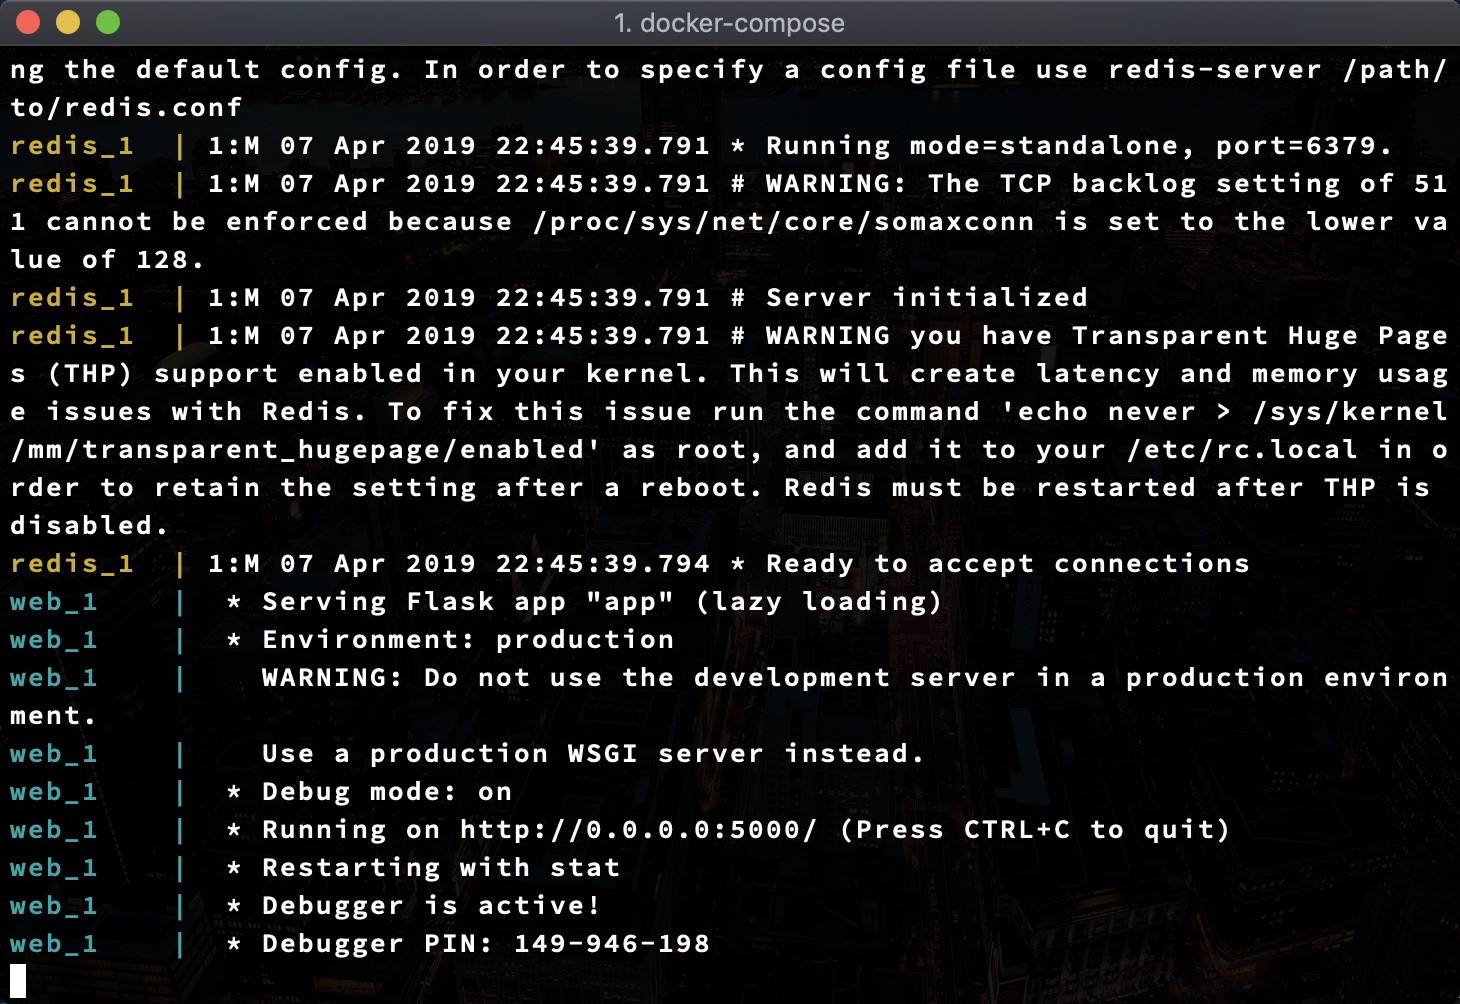 1. docker-compose
ng the default config. In order to specify a config file use redis-server /path/
to/redis.conf
redis_1  | 1:M 07 Apr 2019 22:45:39.791 * Running mode=standalone, port=6379.
redis_1  | 1:M 07 Apr 2019 22:45:39.791 # WARNING: The TCP backlog setting of 51
1 cannot be enforced because /proc/sys/net/core/somaxconn is set to the lower va
lue of 128.
redis_1  | 1:M 07 Apr 2019 22:45:39.791 # Server initialized
redis_1  | 1:M 07 Apr 2019 22:45:39.791 # WARNING you have Transparent Huge Page
s (THP) support enabled in your kernel. This will create latency and memory usag
e issues with Redis. To fix this issue run the command 'echo never > /sys/kernel
/mm/transparent_hugepage/enabled' as root, and add it to your /etc/rc.local in o
rder to retain the setting after a reboot. Redis must be restarted after THP is
disabled.
redis_1  | 1:M 07 Apr 2019 22:45:39.794 * Ready to accept connections
web_1    |  * Serving Flask app "app" (lazy loading)
web_1    |  * Environment: production
web_1    |    WARNING: Do not use the development server in a production environ
ment.
web_1    |    Use a production WSGI server instead.
web_1    |  * Debug mode: on
web_1    |  * Running on http://0.0.0.0:5000/ (Press CTRL+C to quit)
web_1    |  * Restarting with stat
web_1    |  * Debugger is active!
web_1    |  * Debugger PIN: 149-946-198